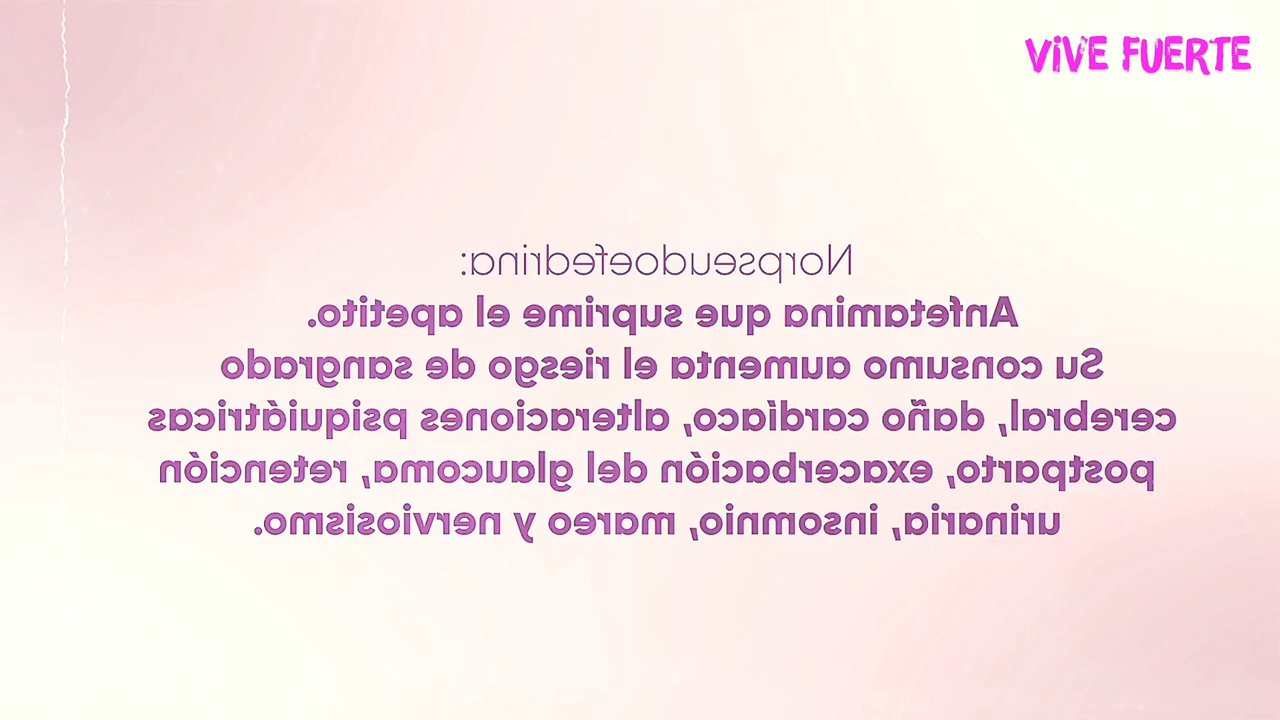 ViVE FUERTE
Norpseudoefedrina:
Anfetamina que suprime el apetito.
Su consumo aumenta el riesgo de sangrado
cerebral, daño cardíaco, alteraciones psiquiátricas
postparto, exacerbación del glaucoma, retención
urinaria, insomnio, mareo y nerviosismo.